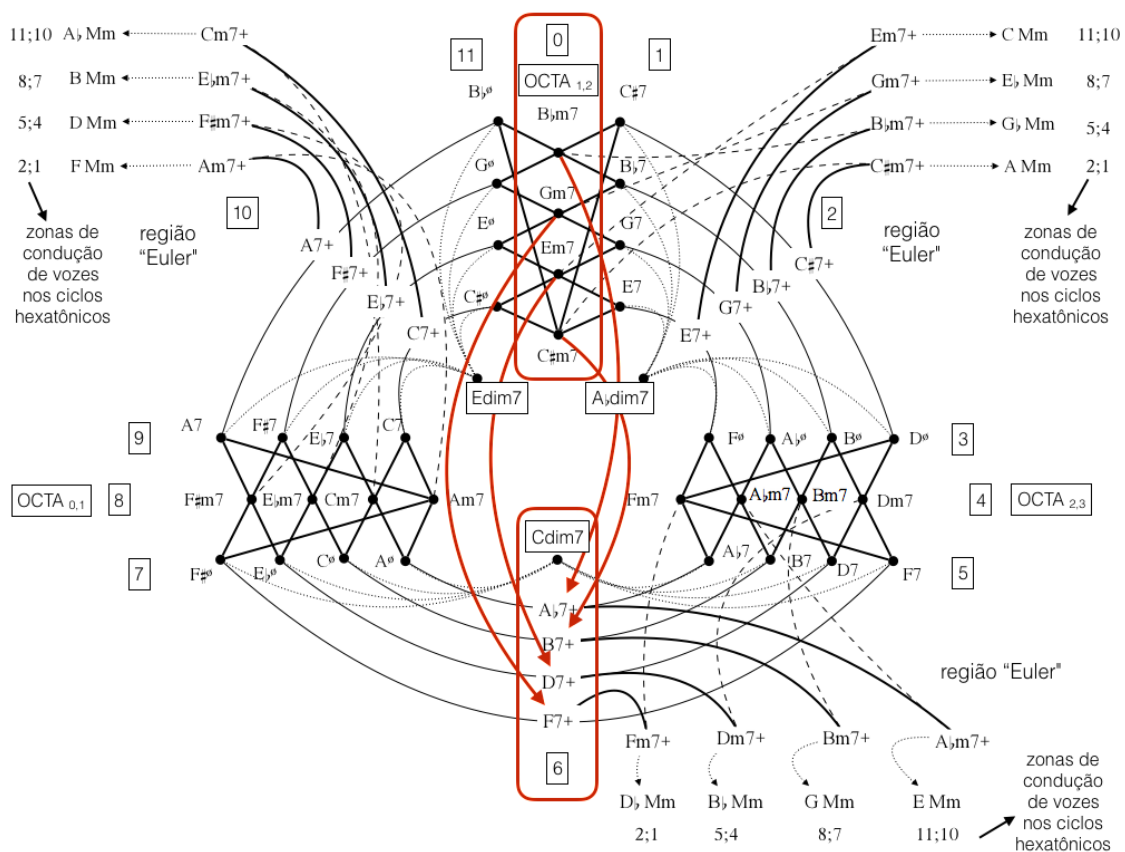 11;10 A♭ Mm Cm7+
8;7 B Mm E♭m7+
5;4 D Mm F♯m7+
2;1 F Mm Am7+
zonas de
condução
de vozes
nos ciclos
hexatônicos
região
"Euler"
10
11
0
1
OCTA 1,2
B♭ø
B♭m7
C♯7
Gø
B♭7
Gm7
Eø
G7
Em7
C♯ø
E7
C♯m7
Em7+ C Mm 11;10
Gm7+ E♭ Mm 8;7
B♭m7+ G♭ Mm 5;4
C♯m7+ A Mm 2;1
2
região
"Euler"
zonas de
condução
de vozes
nos ciclos
hexatônicos
A7+
F♯7+
E♭7+
C7+
C♯7+
B♭7+
G7+
E7+
Edim7
A♭dim7
9
A7 F♯7 E♭7 C7
Fø A♭ø Bø Dø
3
OCTA 0,1
8
F♯m7 E♭m7 Cm7 Am7
Fm7 A♭m7 Bm7 Dm7
4
OCTA 2,3
7
F♯ø E♭ø Cø Aø
Cdim7
A♭7 B7 D7 F7
5
A♭7+
B7+
D7+
F7+
6
região "Euler"
Fm7+ Dm7+ Bm7+ A♭m7+
D♭ Mm B♭ Mm G Mm E Mm
2;1 5;4 8;7 11;10
zonas de
condução
de vozes
nos ciclos
hexatônicos